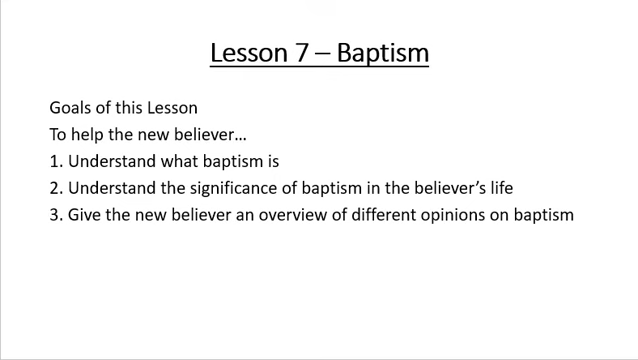 Lesson 7 – Baptism
Goals of this Lesson
To help the new believer…
1. Understand what baptism is
2. Understand the significance of baptism in the believer’s life
3. Give the new believer an overview of different opinions on baptism